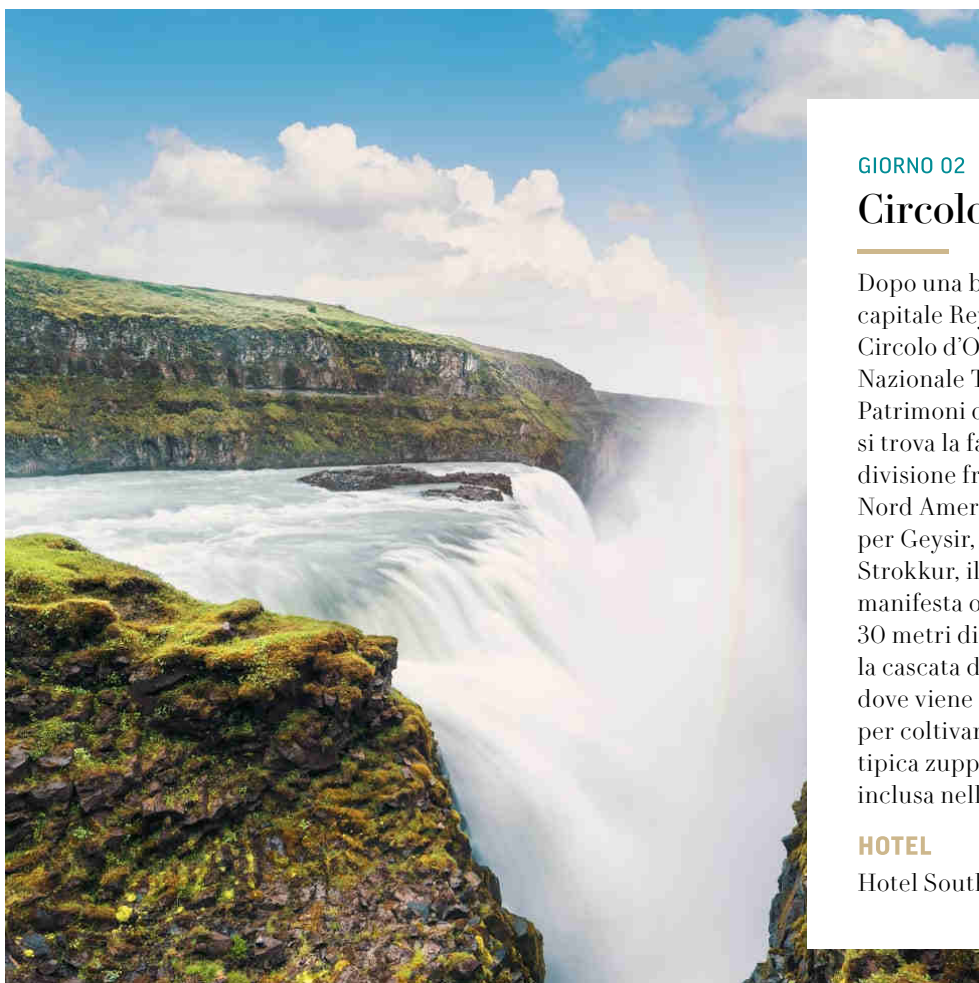 GIORNO 02
Circolo
Dopo una b
capitale Re
Circolo d’O
Nazionale T
Patrimoni
si trova la fa
divisione fr
Nord Amer
per Geysir,
Strokkur, il
manifesta o
30 metri di
la cascata d
dove viene
per coltivar
tipica zupp
inclusa nell
HOTEL
Hotel South